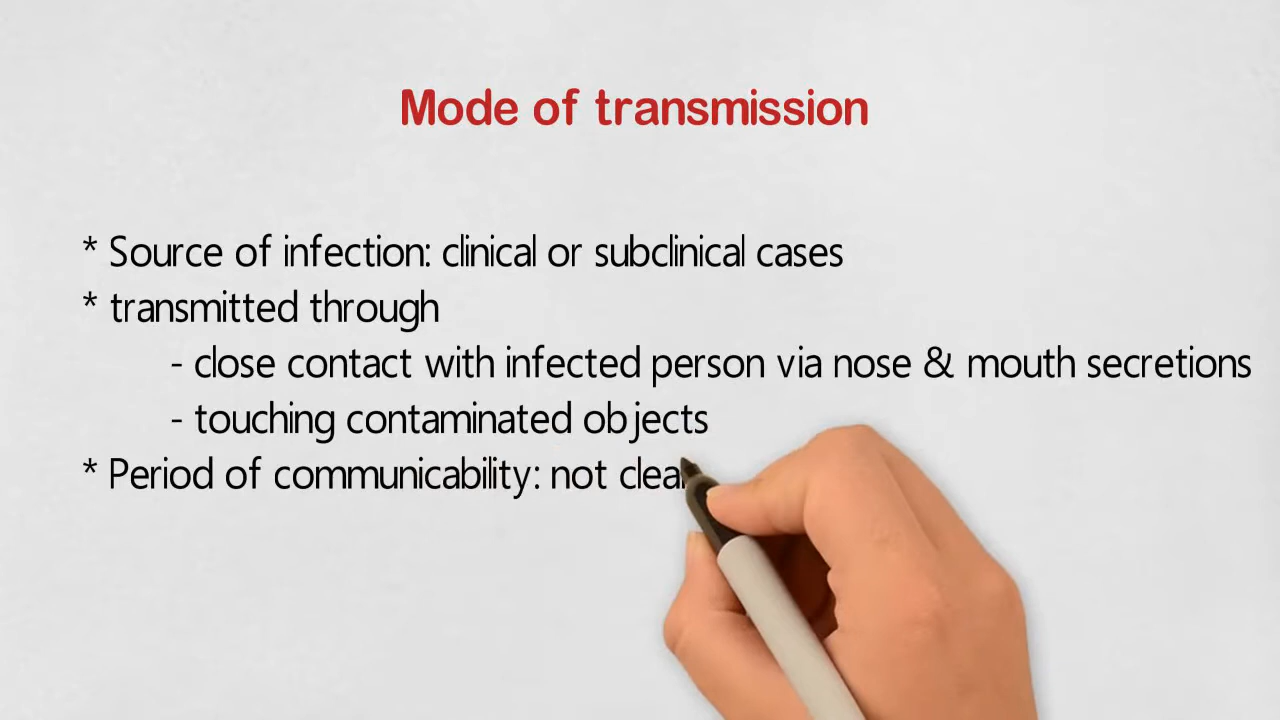 Mode of transmission
* Source of infection: clinical or subclinical cases
* transmitted through
- close contact with infected person via nose & mouth secretions
- touching contaminated objects
* Period of communicability: not clear